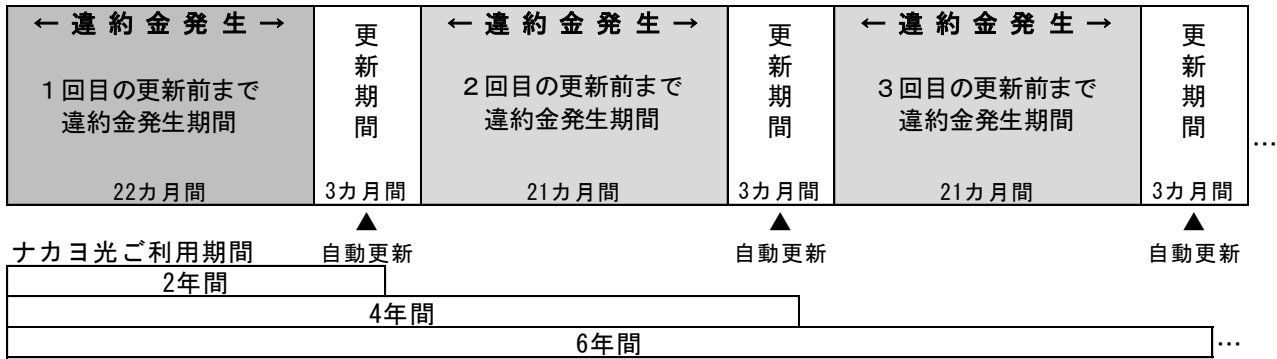 ← 違 約 金 発 生 →
1回目の更新前まで
違約金発生期間
22カ月間
更新期間
3カ月間
← 違 約 金 発 生 →
2回目の更新前まで
違約金発生期間
21カ月間
更新期間
3カ月間
← 違 約 金 発 生 →
3回目の更新前まで
違約金発生期間
21カ月間
更新期間
3カ月間
…
▲
自動更新
▲
自動更新
▲
自動更新
ナカヨ光ご利用期間
2年間
4年間
6年間
…